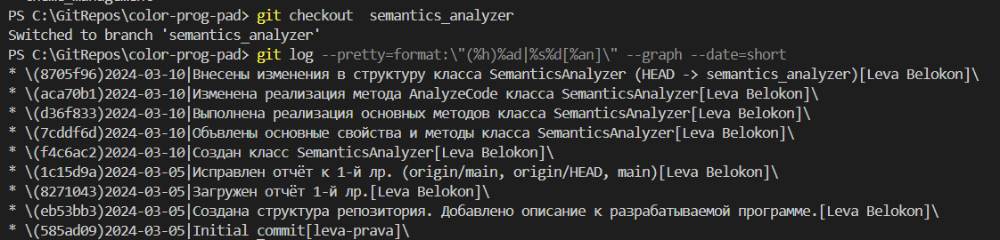 PS C:\GitRepos\color-prog-pad> git checkout  semantics_analyzer
Switched to branch 'semantics_analyzer'
PS C:\GitRepos\color-prog-pad> git log --pretty=format:\"(%h)%ad|%s%d[%an]\" --graph --date=short
* \(8705f96)2024-03-10|Внесены изменения в структуру класса SemanticsAnalyzer (HEAD -> semantics_analyzer)[Leva Belokon]\
* \(aca70b1)2024-03-10|Изменена реализация метода AnalyzeCode класса SemanticsAnalyzer[Leva Belokon]\
* \(d36f833)2024-03-10|Выполнена реализация основных методов класса SemanticsAnalyzer[Leva Belokon]\
* \(7cddf6d)2024-03-10|Объвлены основные свойства и методы класса SemanticsAnalyzer[Leva Belokon]\
* \(f4c6ac2)2024-03-10|Создан класс SemanticsAnalyzer[Leva Belokon]\
* \(1c15d9a)2024-03-05|Исправлен отчёт к 1-й лр. (origin/main, origin/HEAD, main)[Leva Belokon]\
* \(8271043)2024-03-05|Загружен отчёт 1-й лр.[Leva Belokon]\
* \(eb53bb3)2024-03-05|Создана структура репозитория. Добавлено описание к разрабатываемой программе.[Leva Belokon]\
* \(585ad09)2024-03-05|Initial commit[leva-prava]\